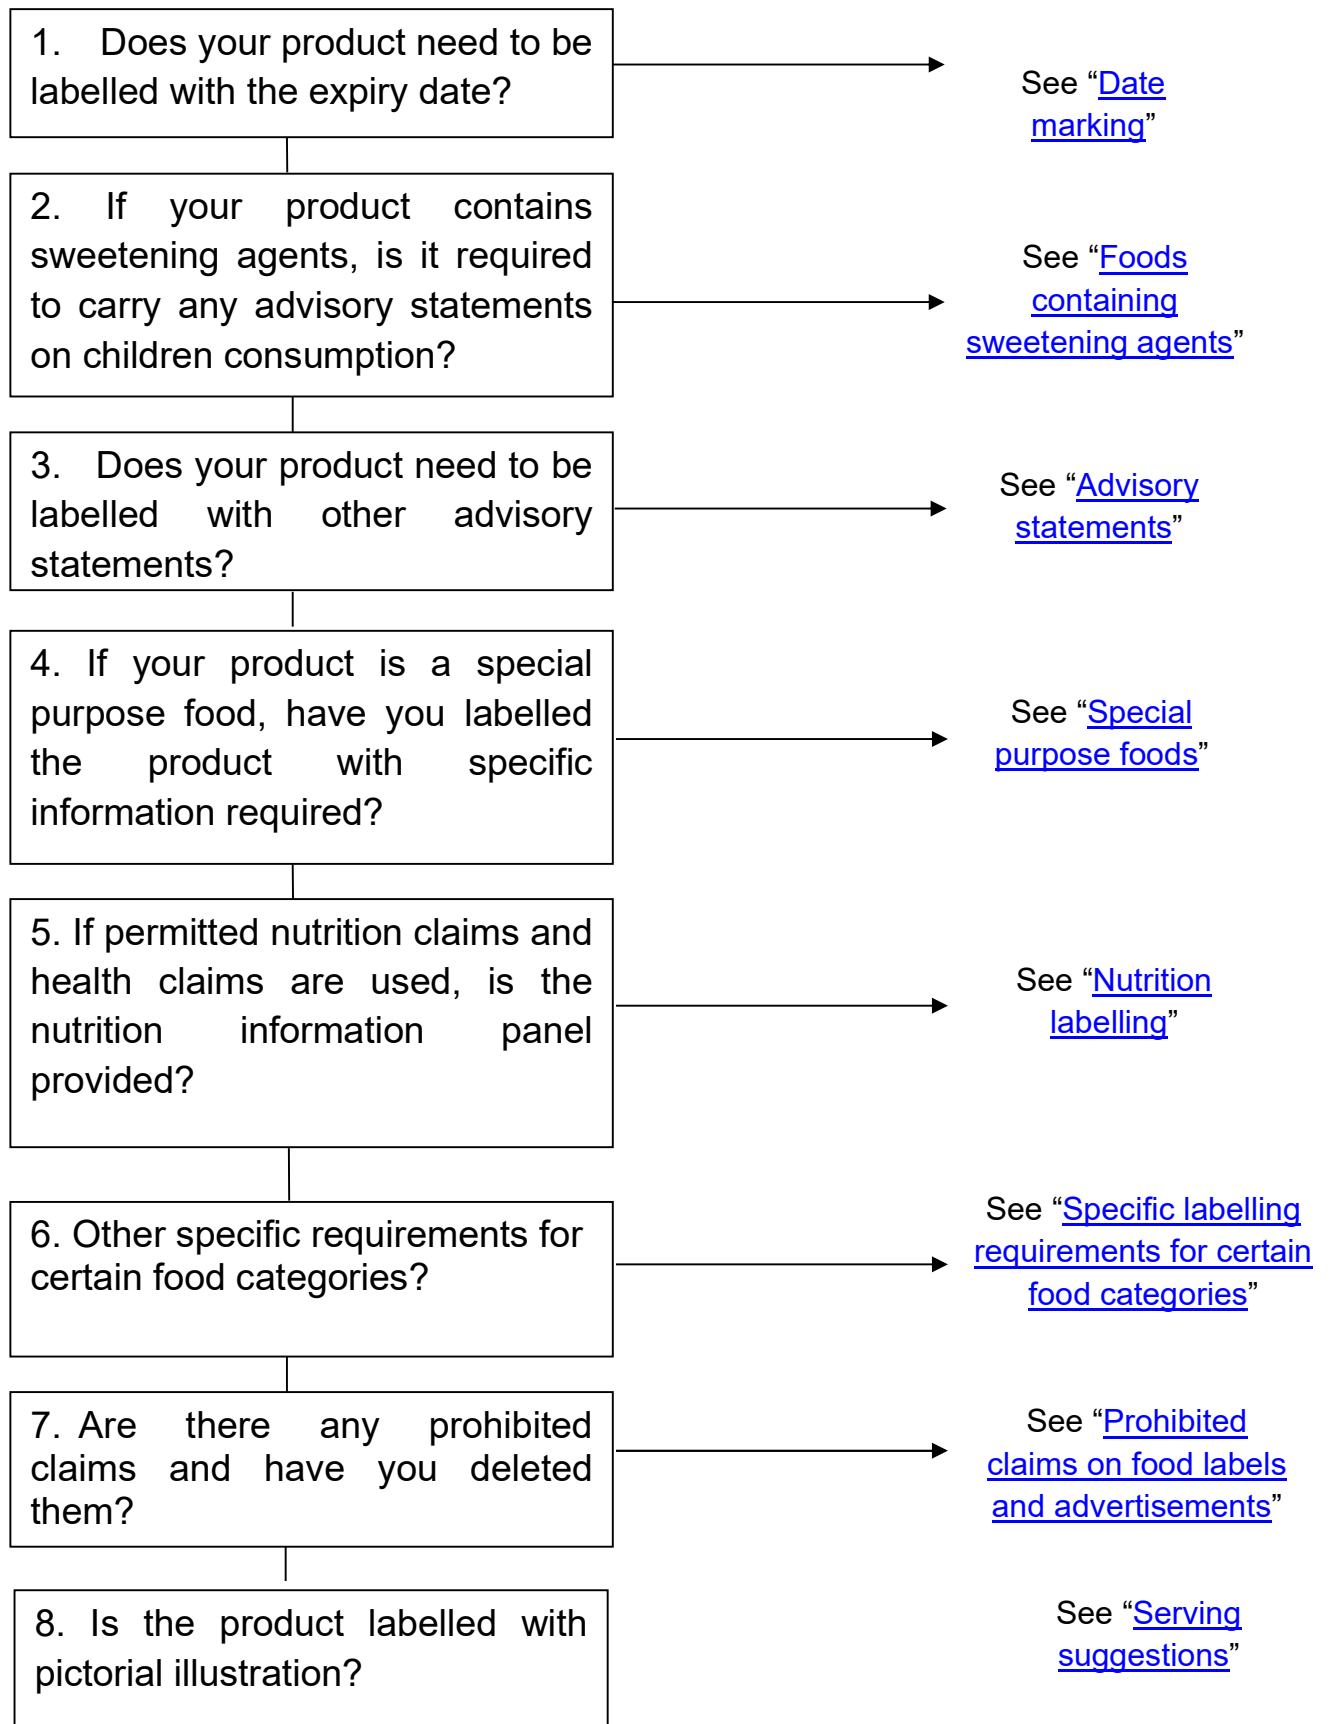 1. Does your product need to be
labelled with the expiry date?
See “Date
marking”
2. If your product contains
sweetening agents, is it required
to carry any advisory statements
on children consumption?
See “Foods
containing
sweetening agents”
3. Does your product need to be
labelled with other advisory
statements?
See “Advisory
statements”
4. If your product is a special
purpose food, have you labelled
the product with specific
information required?
See “Special
purpose foods”
5. If permitted nutrition claims and
health claims are used, is the
nutrition information panel
provided?
See “Nutrition
labelling”
6. Other specific requirements for
certain food categories?
See “Specific labelling
requirements for certain
food categories”
7. Are there any prohibited
claims and have you deleted
them?
See “Prohibited
claims on food labels
and advertisements”
8. Is the product labelled with
pictorial illustration?
See “Serving
suggestions”